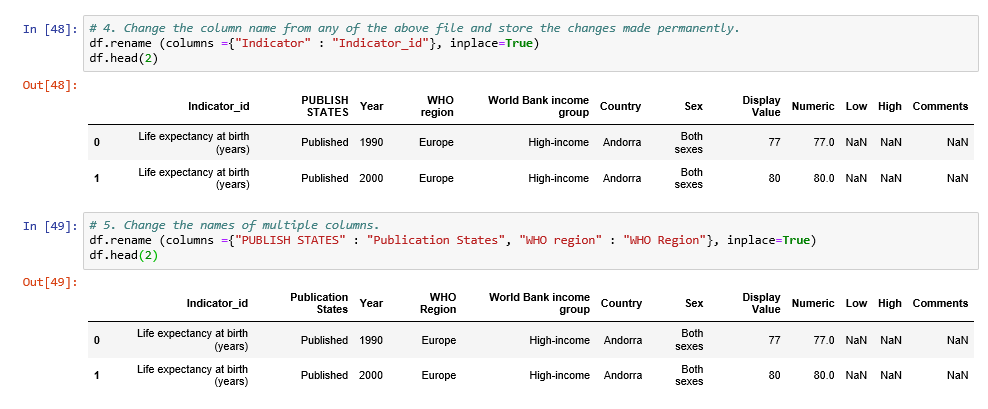 In [48]: # 4. Change the column name from any of the above file and store the changes made permanently.
df.rename (columns ={"Indicator" : "Indicator_id"}, inplace=True)
df.head(2)
Out[48]:
Indicator_id PUBLISH STATES Year WHO region World Bank income group Country Sex Display Value Numeric Low High Comments
0 Life expectancy at birth (years) Published 1990 Europe High-income Andorra Both sexes 77 77.0 NaN NaN NaN
1 Life expectancy at birth (years) Published 2000 Europe High-income Andorra Both sexes 80 80.0 NaN NaN NaN
In [49]: # 5. Change the names of multiple columns.
df.rename (columns ={"PUBLISH STATES" : "Publication States", "WHO region" : "WHO Region"}, inplace=True)
df.head(2)
Out[49]:
Indicator_id Publication States Year WHO Region World Bank income group Country Sex Display Value Numeric Low High Comments
0 Life expectancy at birth (years) Published 1990 Europe High-income Andorra Both sexes 77 77.0 NaN NaN NaN
1 Life expectancy at birth (years) Published 2000 Europe High-income Andorra Both sexes 80 80.0 NaN NaN NaN